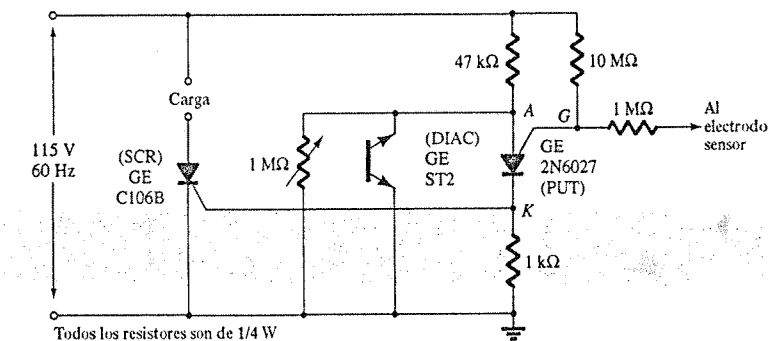 47 kΩ
10 MΩ
Carga
A
G
1 MΩ
Al
electrodo
sensor
115 V
60 Hz
(SCR)
GE
C106B
1 MΩ
(DIAC)
GE
ST2
GE
2N6027
(PUT)
K
1 kΩ
Todos los resistores son de 1/4 W